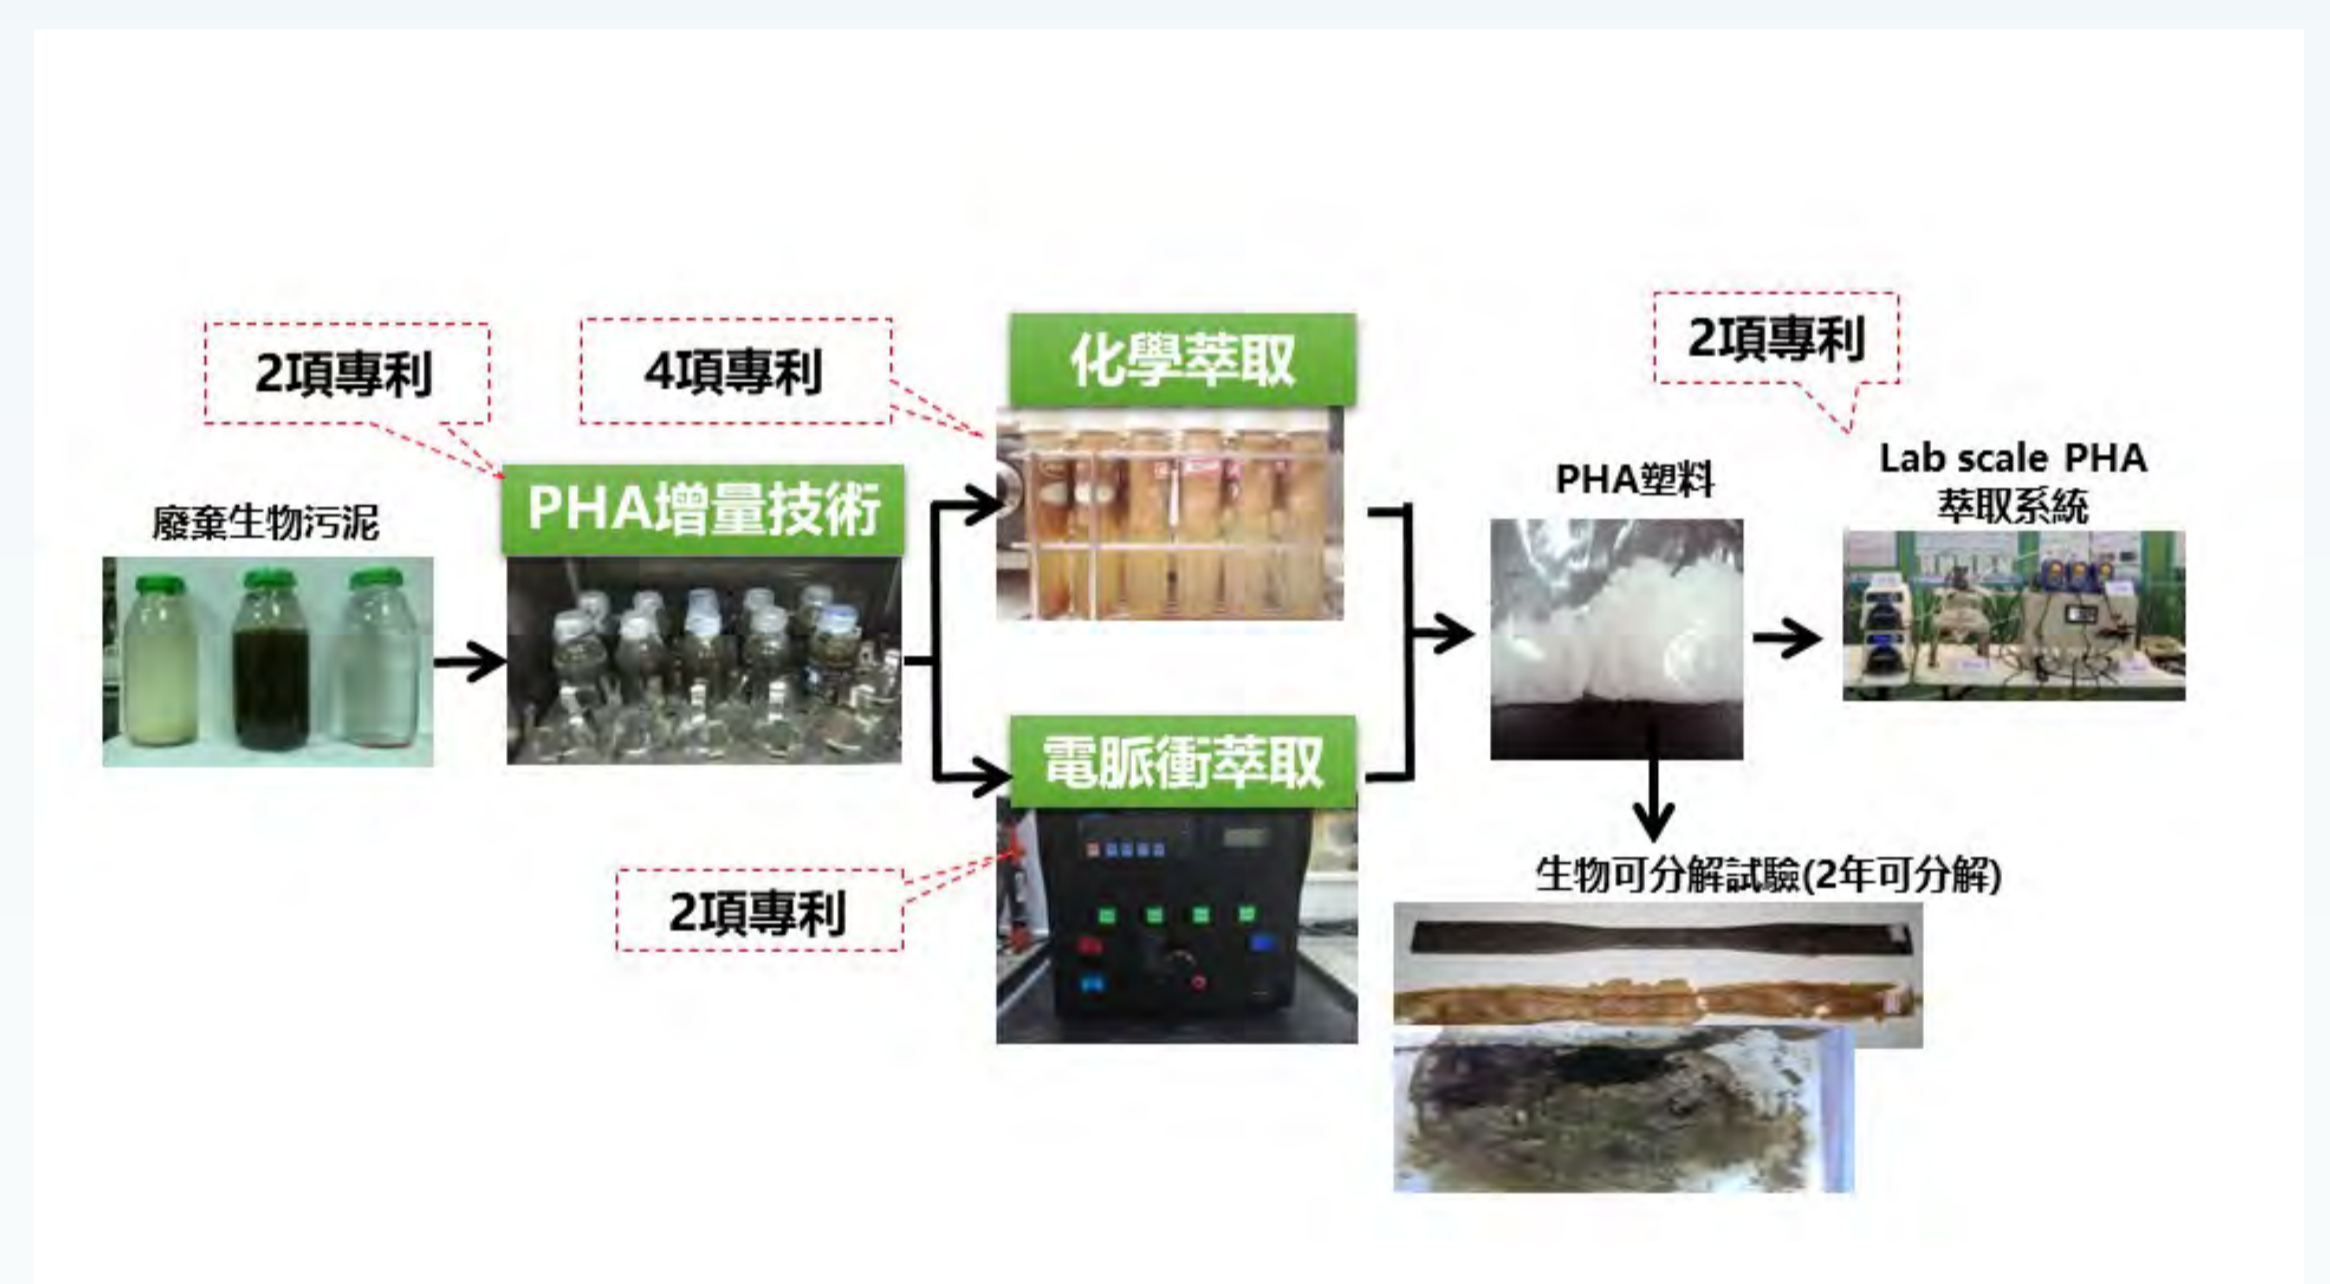 2項專利
4項專利
化學萃取
2項專利
廢棄生物污泥
PHA增量技術
PHA塑料
Lab scale PHA
萃取系統
電脈衝萃取
2項專利
生物可分解試驗(2年可分解)